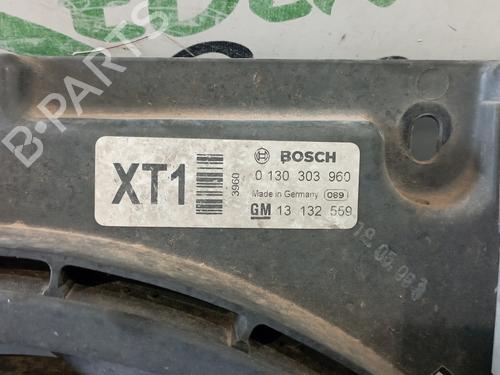 B-PARTS
XT1
3960
BOSCH
0 130 303 960
Made in Germany 089
GM 13 132 559